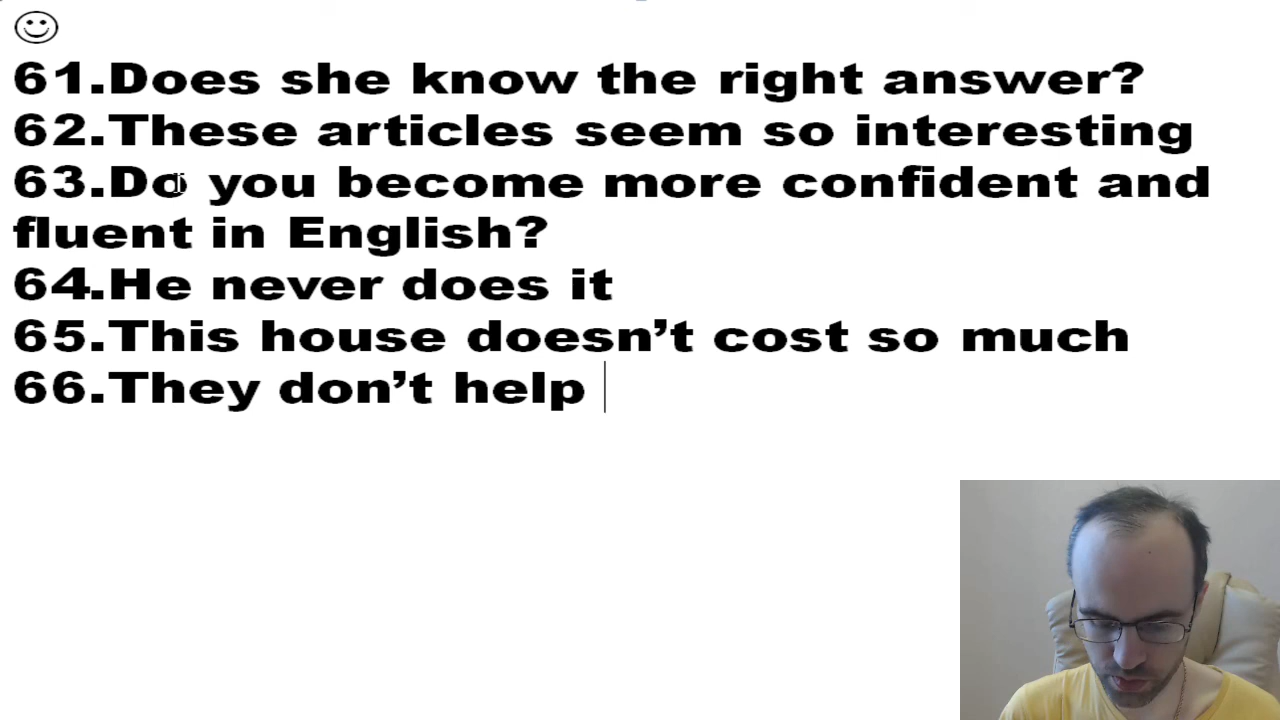 61.Does she know the right answer?
62.These articles seem so interesting
63.Do you become more confident and
fluent in English?
64.He never does it
65.This house doesn’t cost so much
66.They don’t help